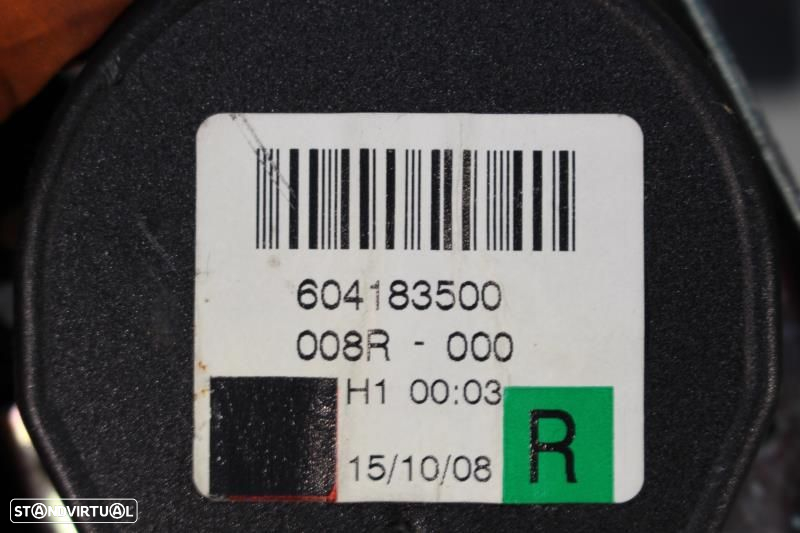 604183500
008R - 000
H1 00:03
15/10/08
R
STANDVIRTUAL